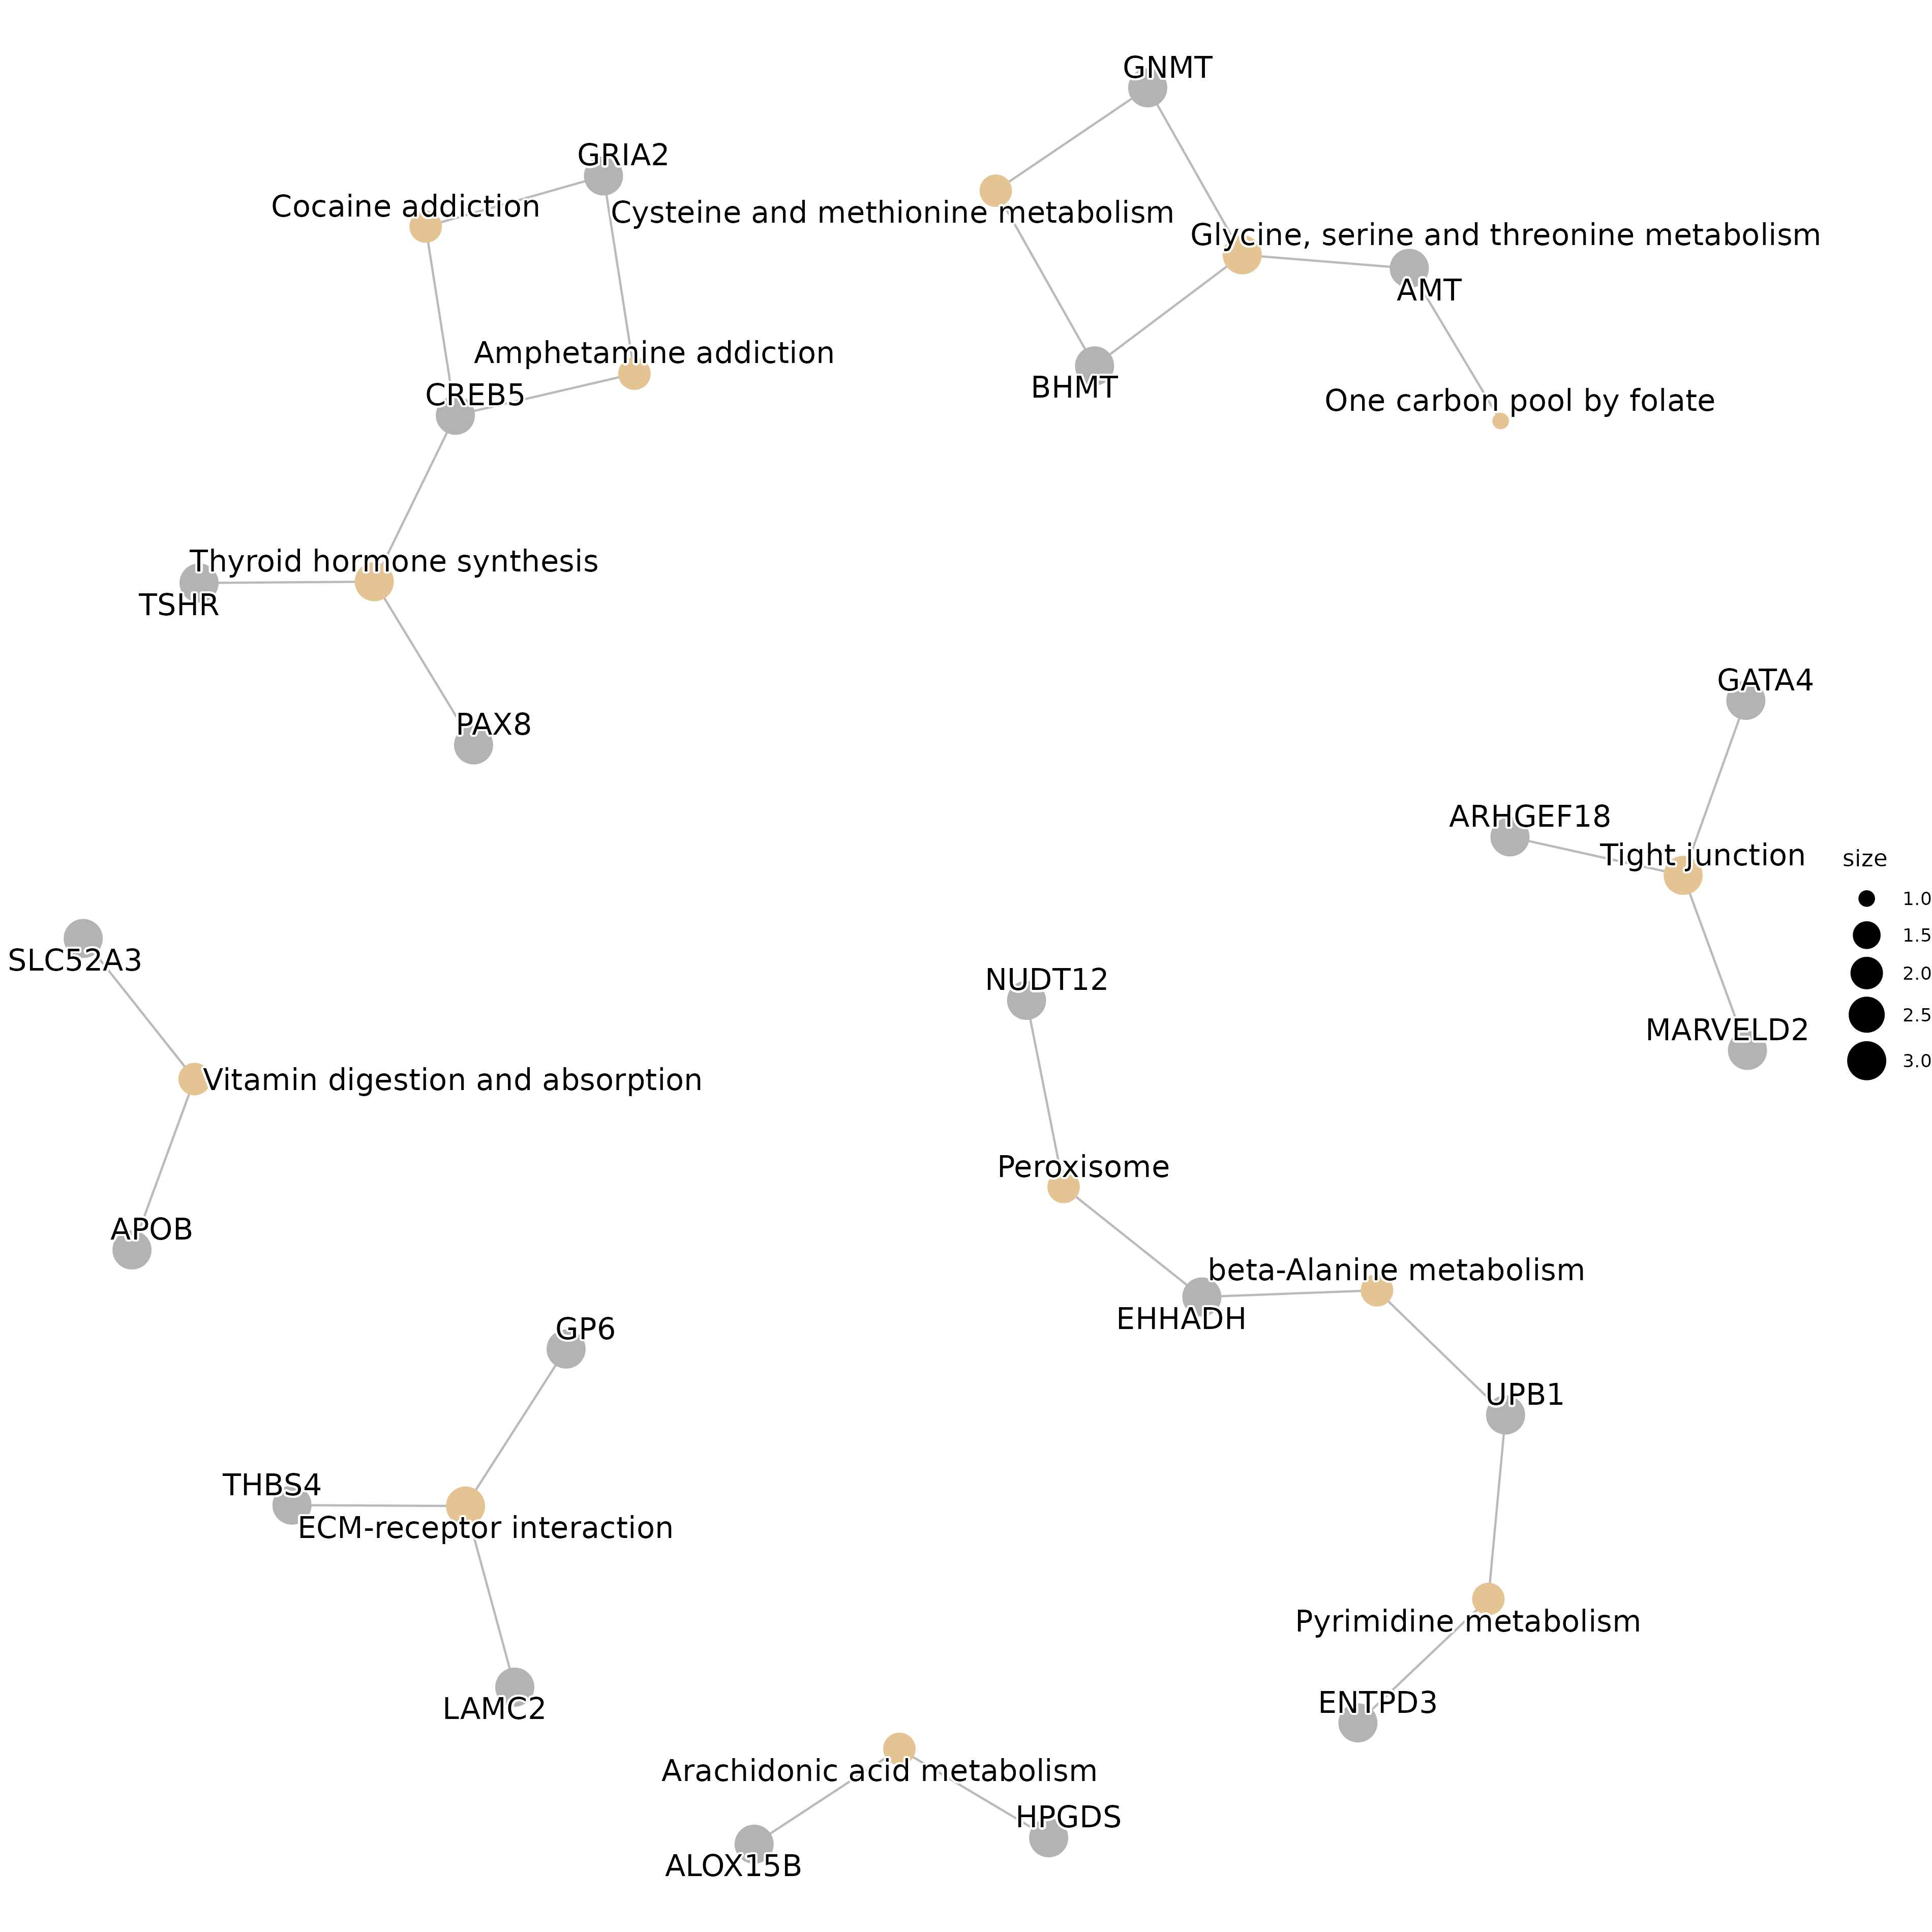 GNMT
GRIA2
Cocaine addiction
Cysteine and methionine metabolism
Glycine, serine and threonine metabolism
AMT
Amphetamine addiction
BHMT
CREB5
One carbon pool by folate
Thyroid hormone synthesis
TSHR
GATA4
PAX8
ARHGEF18
Tight junction
size
1.0
1.5
2.0
2.5
3.0
SLC52A3
NUDT12
MARVELD2
Vitamin digestion and absorption
Peroxisome
APOB
beta-Alanine metabolism
EHHADH
GP6
UPB1
THBS4
ECM-receptor interaction
Pyrimidine metabolism
ENTPD3
LAMC2
Arachidonic acid metabolism
HPGDS
ALOX15B